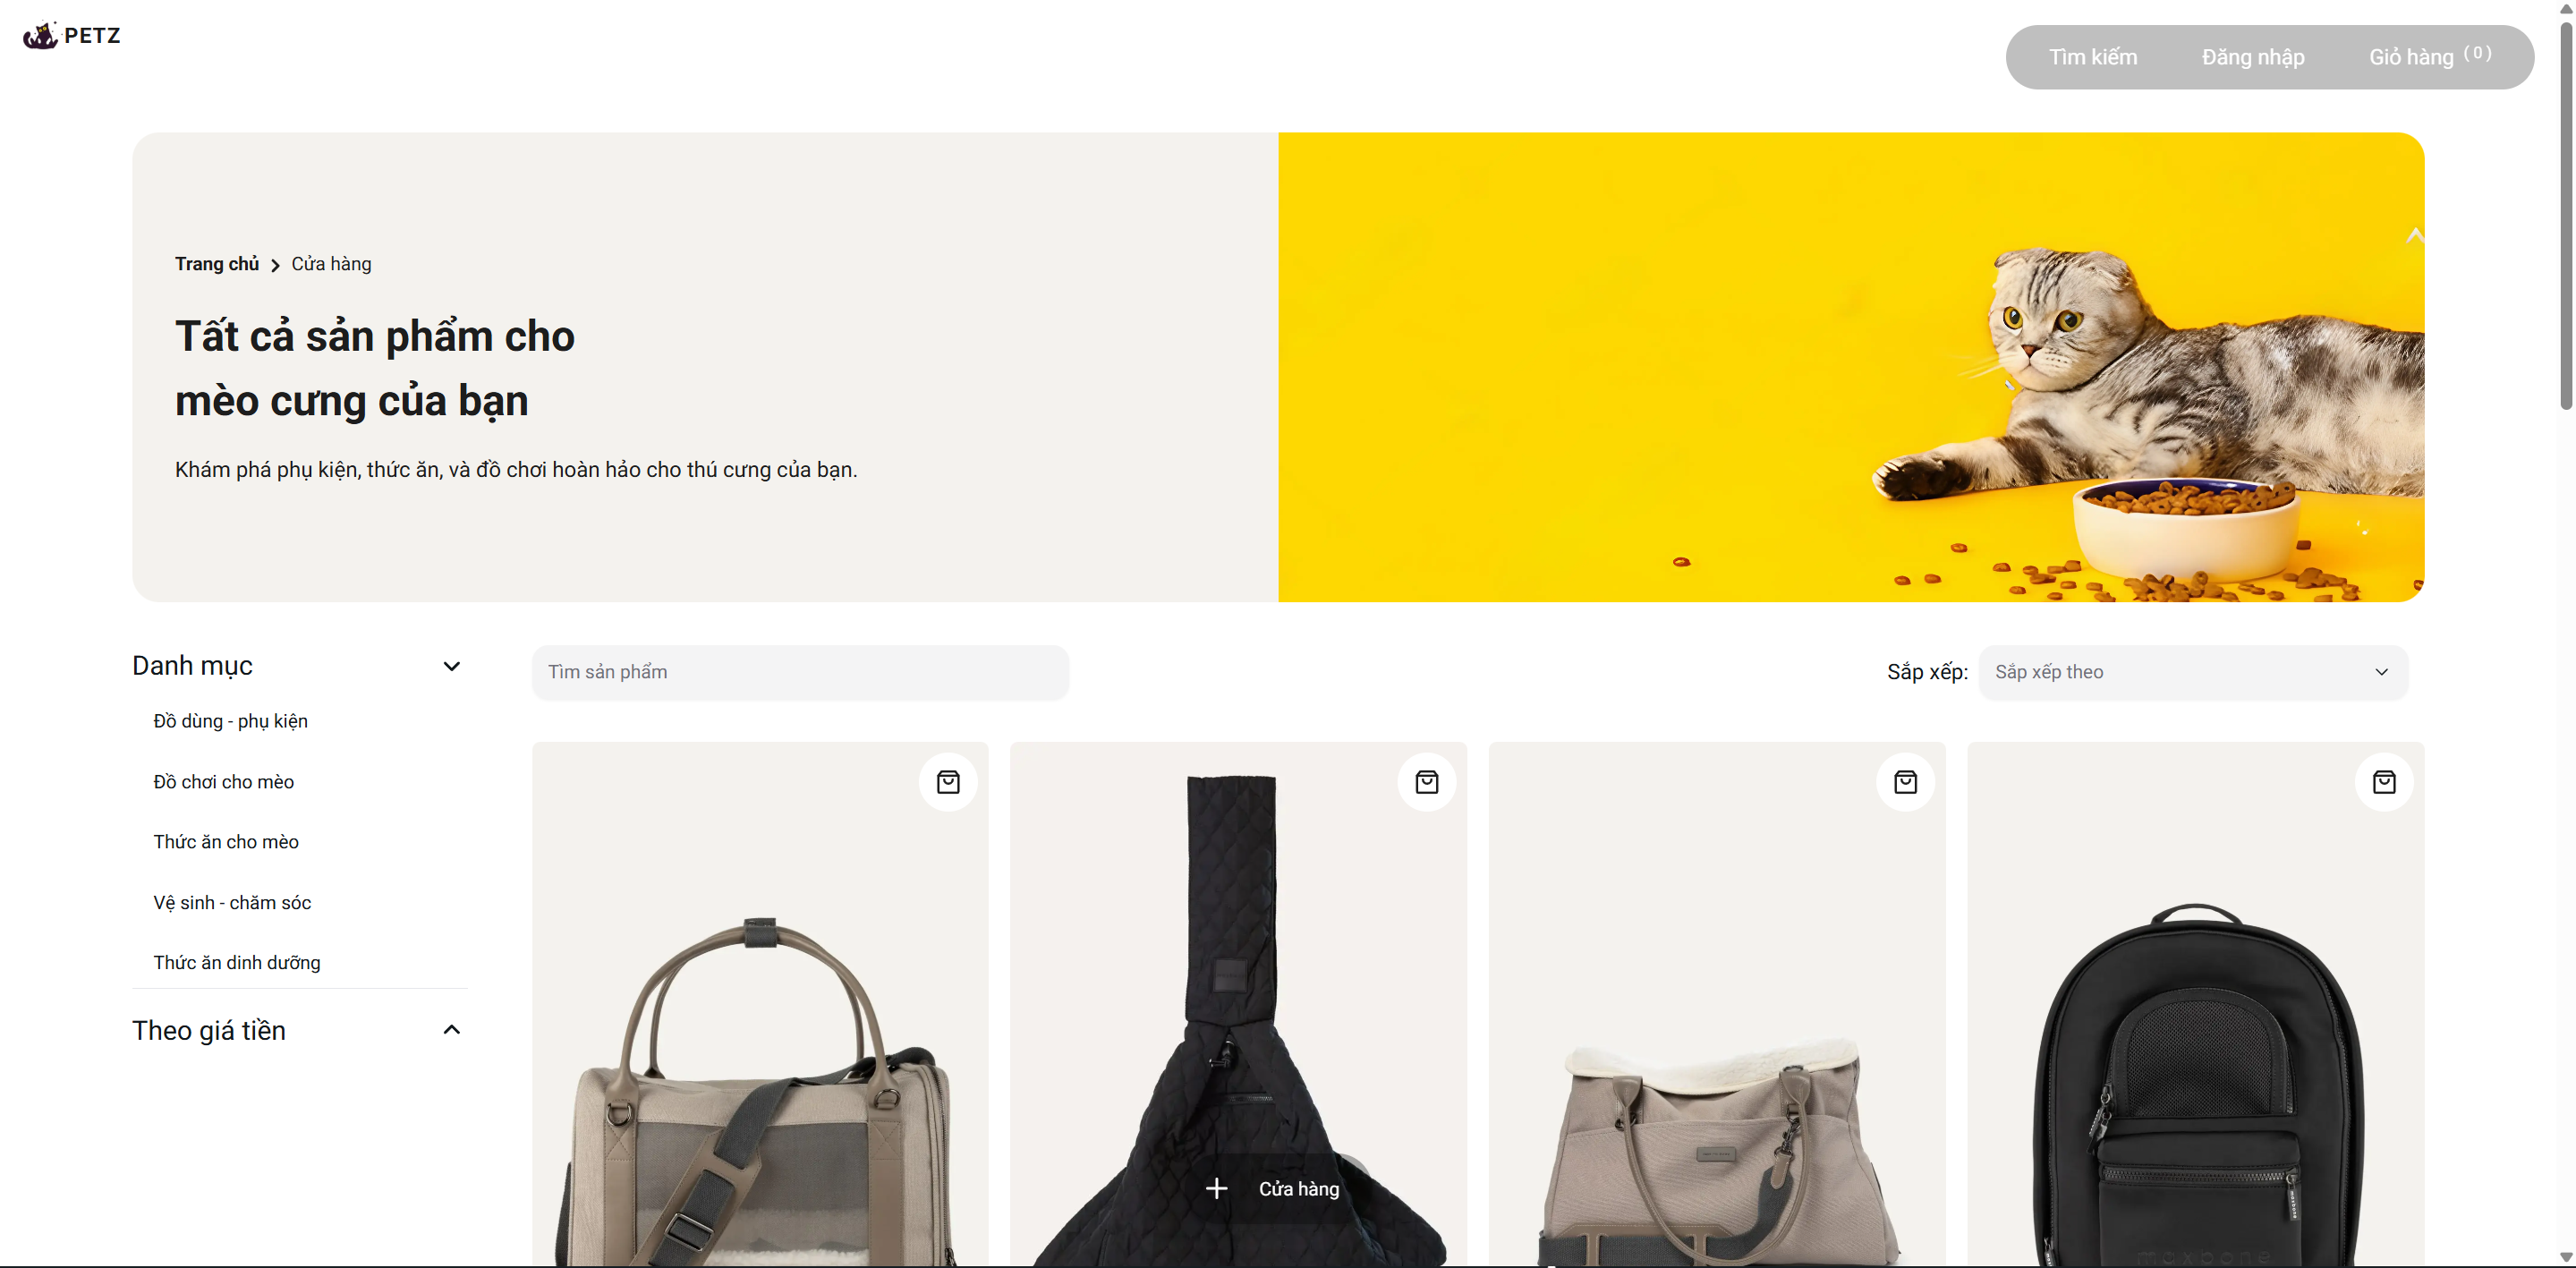 PETZ
Tìm kiếm
Đăng nhập
Giỏ hàng (0)
Trang chủ > Cửa hàng
Tất cả sản phẩm cho
mèo cưng của bạn
Khám phá phụ kiện, thức ăn, và đồ chơi hoàn hảo cho thú cưng của bạn.
Danh mục
Đồ dùng - phụ kiện
Đồ chơi cho mèo
Thức ăn cho mèo
Vệ sinh - chăm sóc
Thức ăn dinh dưỡng
Theo giá tiền
Tìm sản phẩm
Sắp xếp:
Sắp xếp theo
Cửa hàng
maxbone